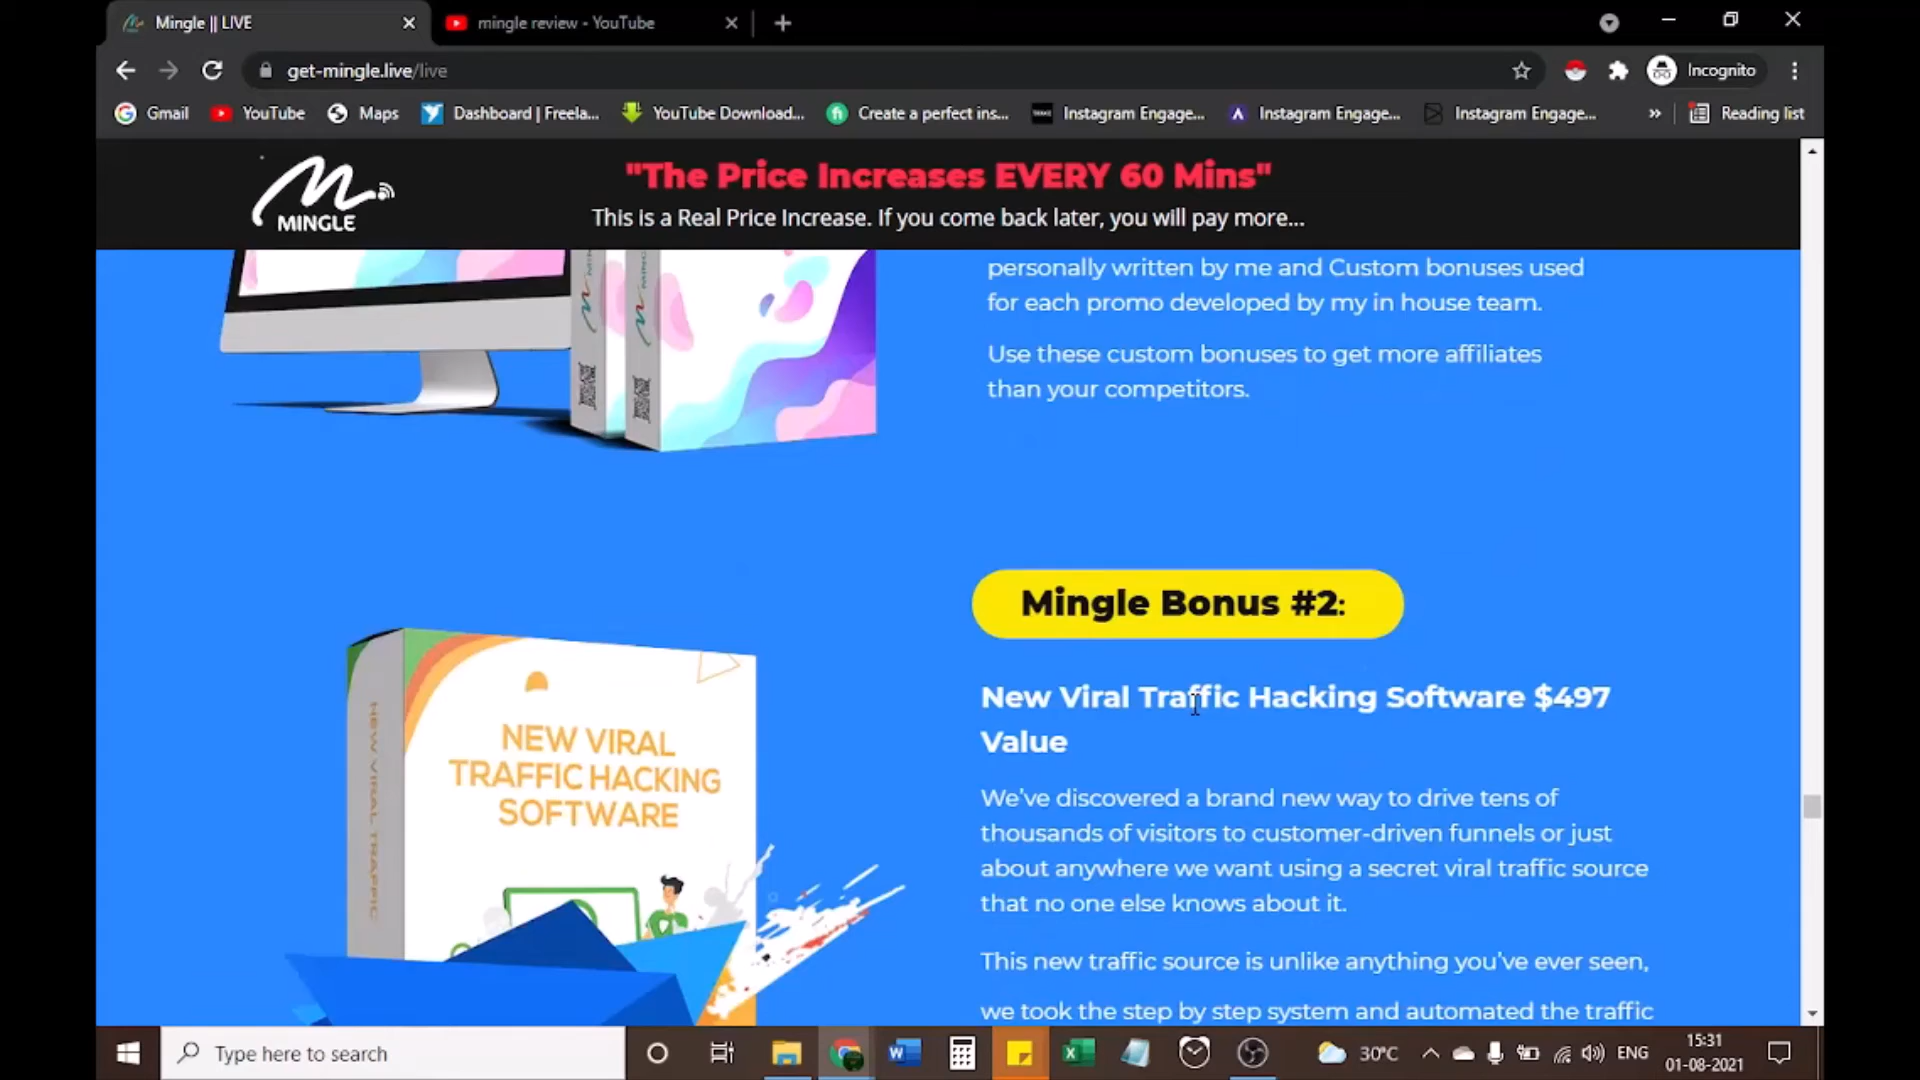 Mingle || LIVE
mingle review - YouTube
get-mingle.live/live
Incognito
Gmail
YouTube
Maps
Dashboard | Freela...
YouTube Download...
Create a perfect ins...
Instagram Engage...
Instagram Engage...
Instagram Engage...
Reading list
MINGLE
"The Price Increases EVERY 60 Mins"
This is a Real Price Increase. If you come back later, you will pay more...
personally written by me and Custom bonuses used
for each promo developed by my in house team.
Use these custom bonuses to get more affiliates
than your competitors.
Mingle Bonus #2:
New Viral Traffic Hacking Software $497
Value
We've discovered a brand new way to drive tens of
thousands of visitors to customer-driven funnels or just
about anywhere we want using a secret viral traffic source
that no one else knows about it.
This new traffic source is unlike anything you've ever seen,
we took the step by step system and automated the traffic
NEW VIRAL TRAFFIC
NEW VIRAL
TRAFFIC HACKING
SOFTWARE
Type here to search
30°C
ENG
15:31
01-08-2021